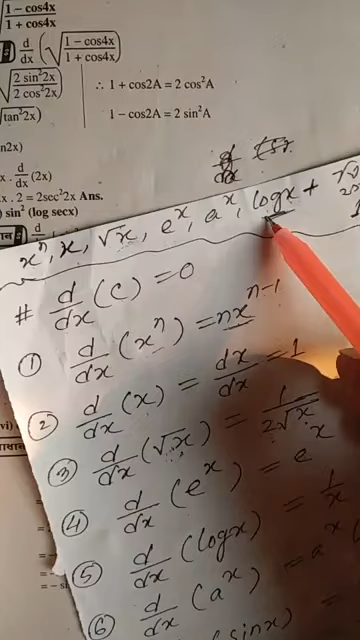 √(1 – cos4x / 1 + cos4x)
d/dx (√(1–cos4x / 1+cos4x))
√(2 sin²2x / 2 cos²2x)
∴ 1 + cos2A = 2 cos²A
1 – cos2A = 2 sin²A
tan²2x)
n2x)
x . d/dx (2x)
x . 2 = 2sec²2x Ans.
) sin² (log secx)
d/dx
xⁿ, x, √x, eˣ, aˣ, logx +
# d/dx (c) = 0
① d/dx (xⁿ) = nxⁿ⁻¹
② d/dx (x) = dx/dx = 1
③ d/dx (√x) = 1/2√x
④ d/dx (eˣ) = eˣ
⑤ d/dx (logx) = 1/x
⑥ d/dx (aˣ) = aˣ
(sinx) =